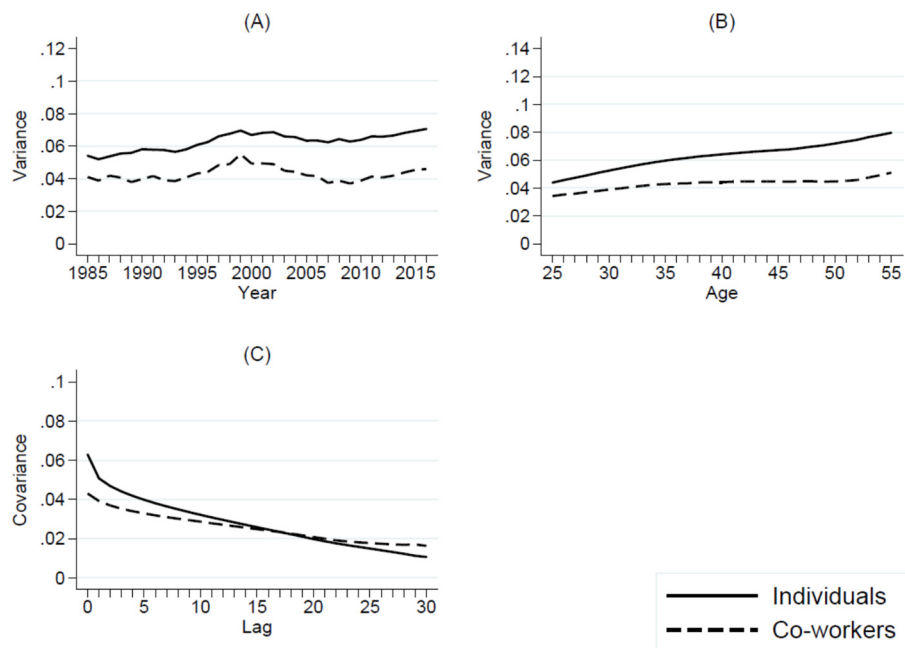 (A)
.12
.1
.08
.06
.04
.02
0
Variance
1985 1990 1995 2000 2005 2010 2015
Year
(B)
.14
.12
.1
.08
.06
.04
.02
0
Variance
25 30 35 40 45 50 55
Age
(C)
.1
.08
.06
.04
.02
0
Covariance
0 5 10 15 20 25 30
Lag
Individuals
Co-workers